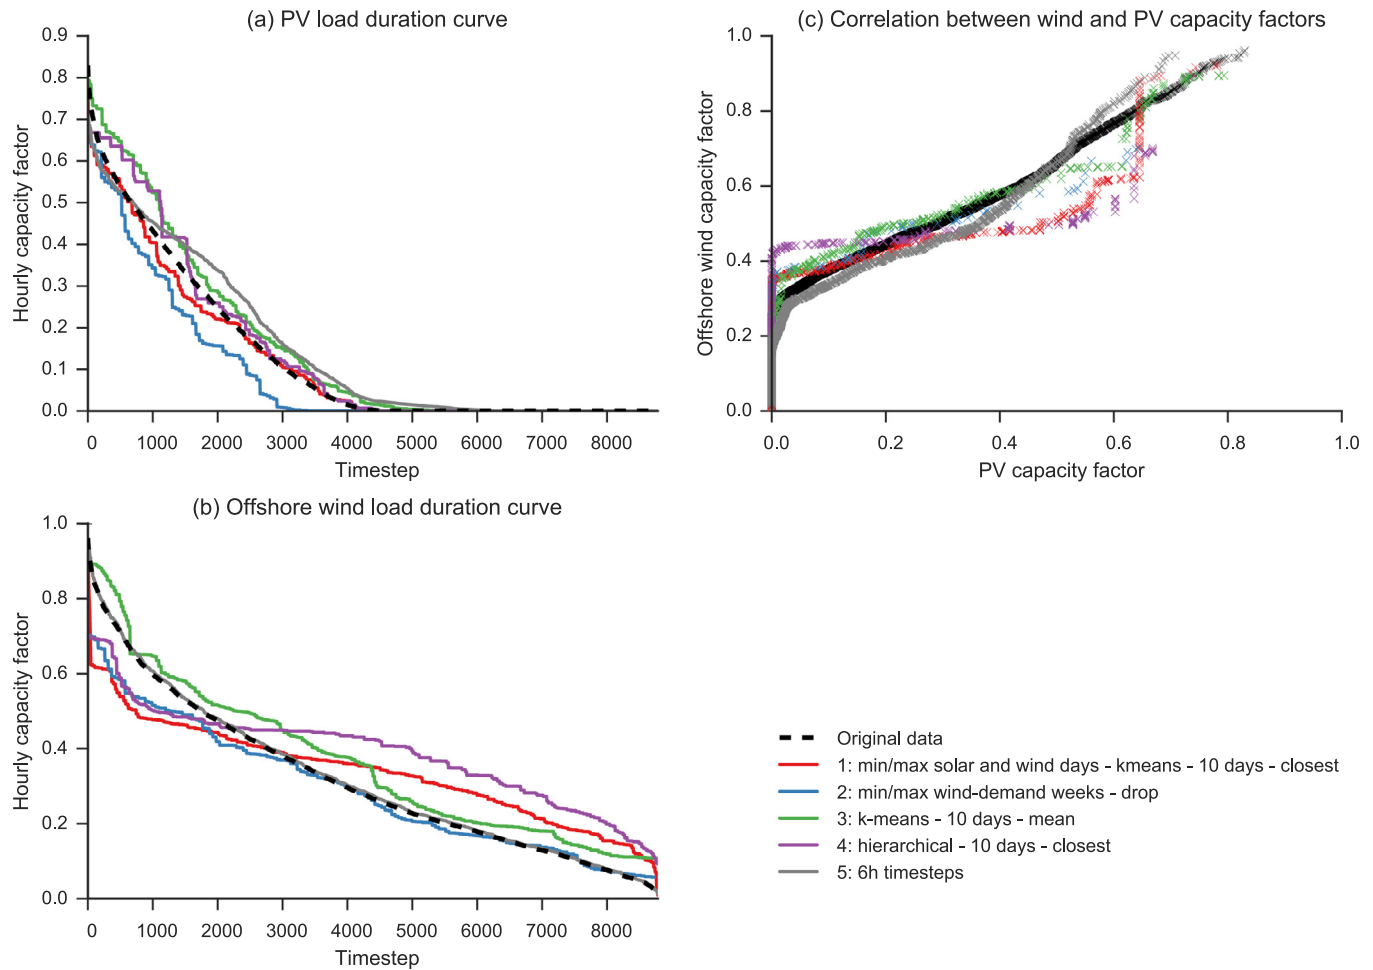 (a) PV load duration curve
0.9
0.8
0.7
0.6
0.5
0.4
0.3
0.2
0.1
0.0
Hourly capacity factor
0 1000 2000 3000 4000 5000 6000 7000 8000
Timestep
(c) Correlation between wind and PV capacity factors
1.0
0.8
0.6
0.4
0.2
0.0
Offshore wind capacity factor
0.0 0.2 0.4 0.6 0.8 1.0
PV capacity factor
(b) Offshore wind load duration curve
1.0
0.8
0.6
0.4
0.2
0.0
Hourly capacity factor
0 1000 2000 3000 4000 5000 6000 7000 8000
Timestep
Original data
1: min/max solar and wind days - kmeans - 10 days - closest
2: min/max wind-demand weeks - drop
3: k-means - 10 days - mean
4: hierarchical - 10 days - closest
5: 6h timesteps